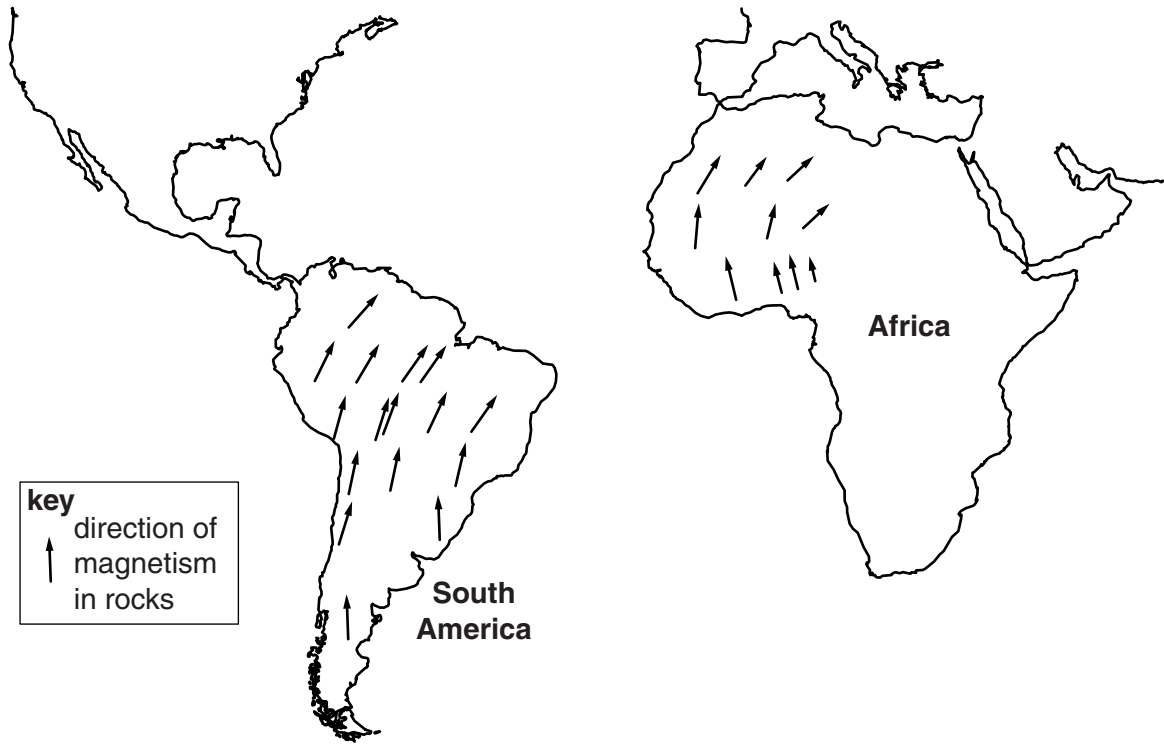 Africa
key
direction of
magnetism
in rocks
South
America